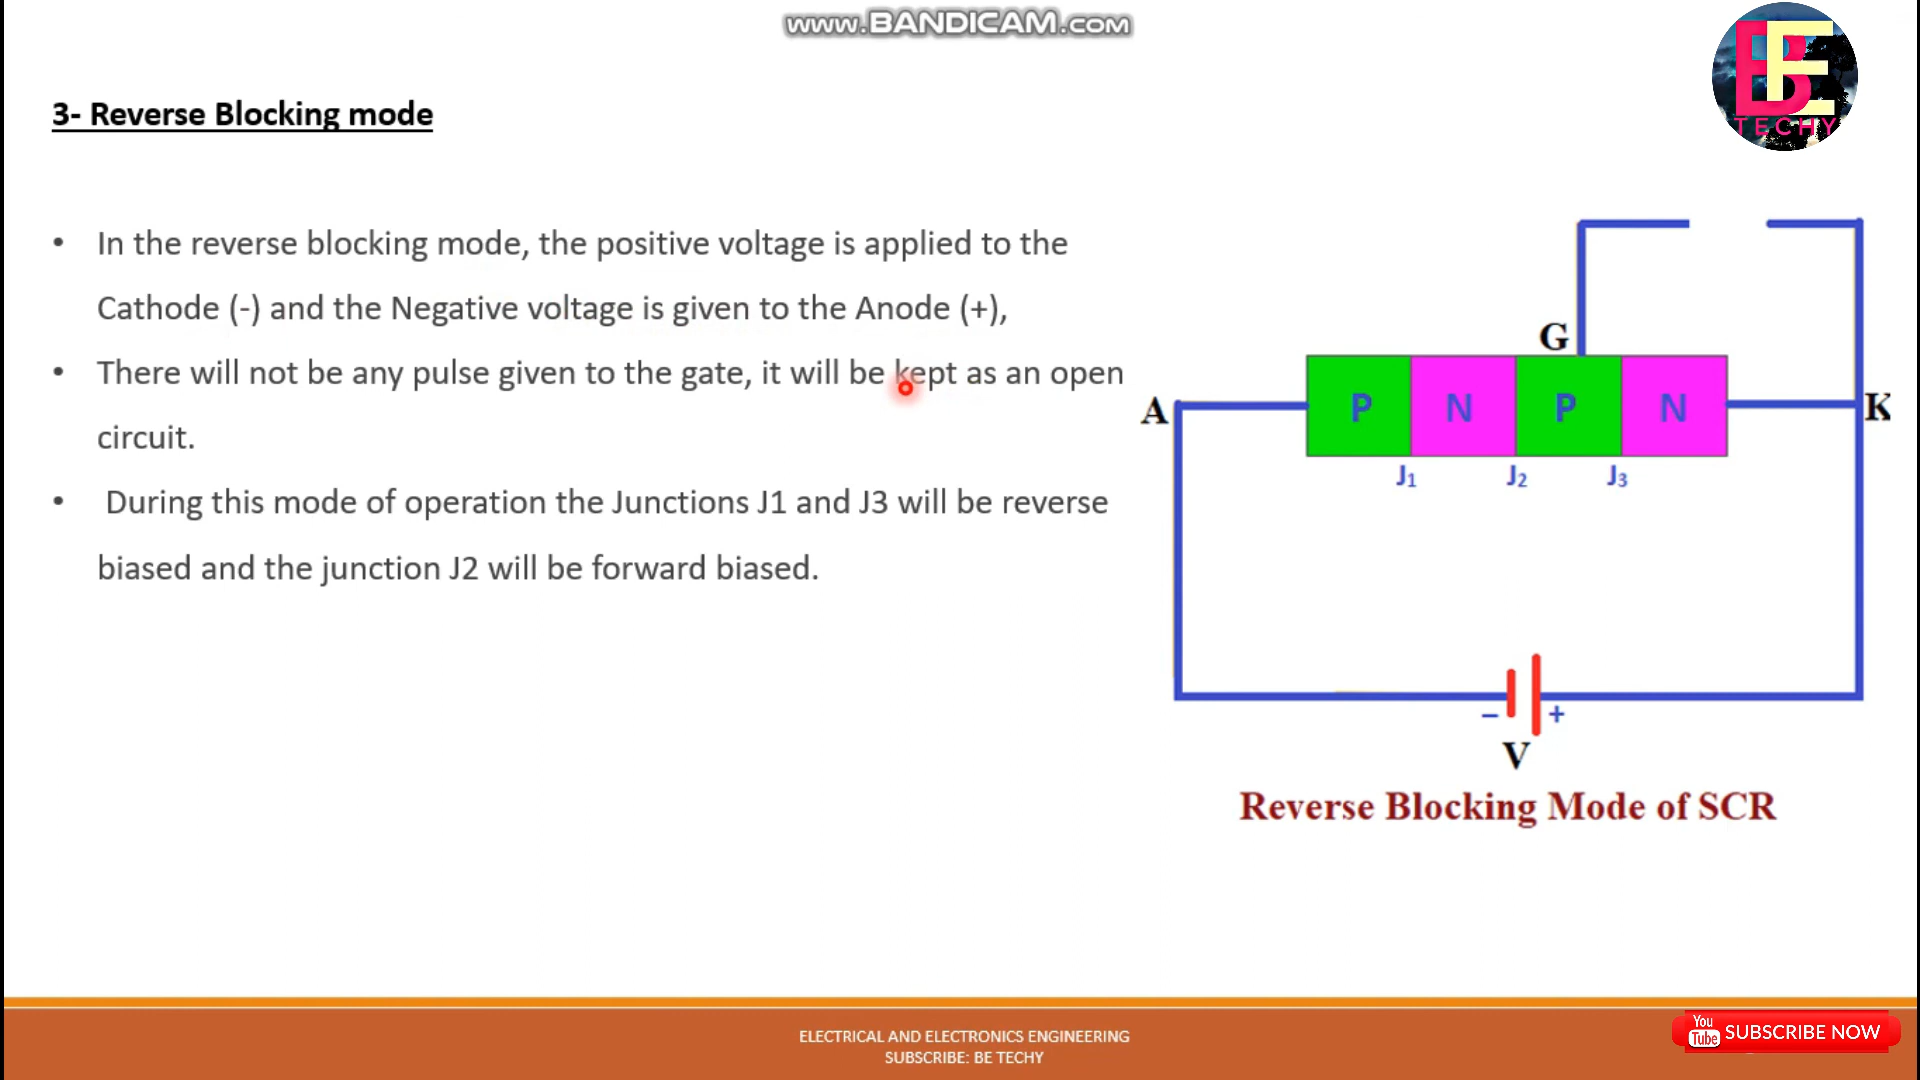 www.BANDICAM.com
BE
TECHY
3- Reverse Blocking mode
• In the reverse blocking mode, the positive voltage is applied to the
Cathode (-) and the Negative voltage is given to the Anode (+),
• There will not be any pulse given to the gate, it will be kept as an open
circuit.
• During this mode of operation the Junctions J1 and J3 will be reverse
biased and the junction J2 will be forward biased.
G
A
P N P N
K
J1 J2 J3
– +
V
Reverse Blocking Mode of SCR
ELECTRICAL AND ELECTRONICS ENGINEERING
SUBSCRIBE: BE TECHY
You Tube SUBSCRIBE NOW